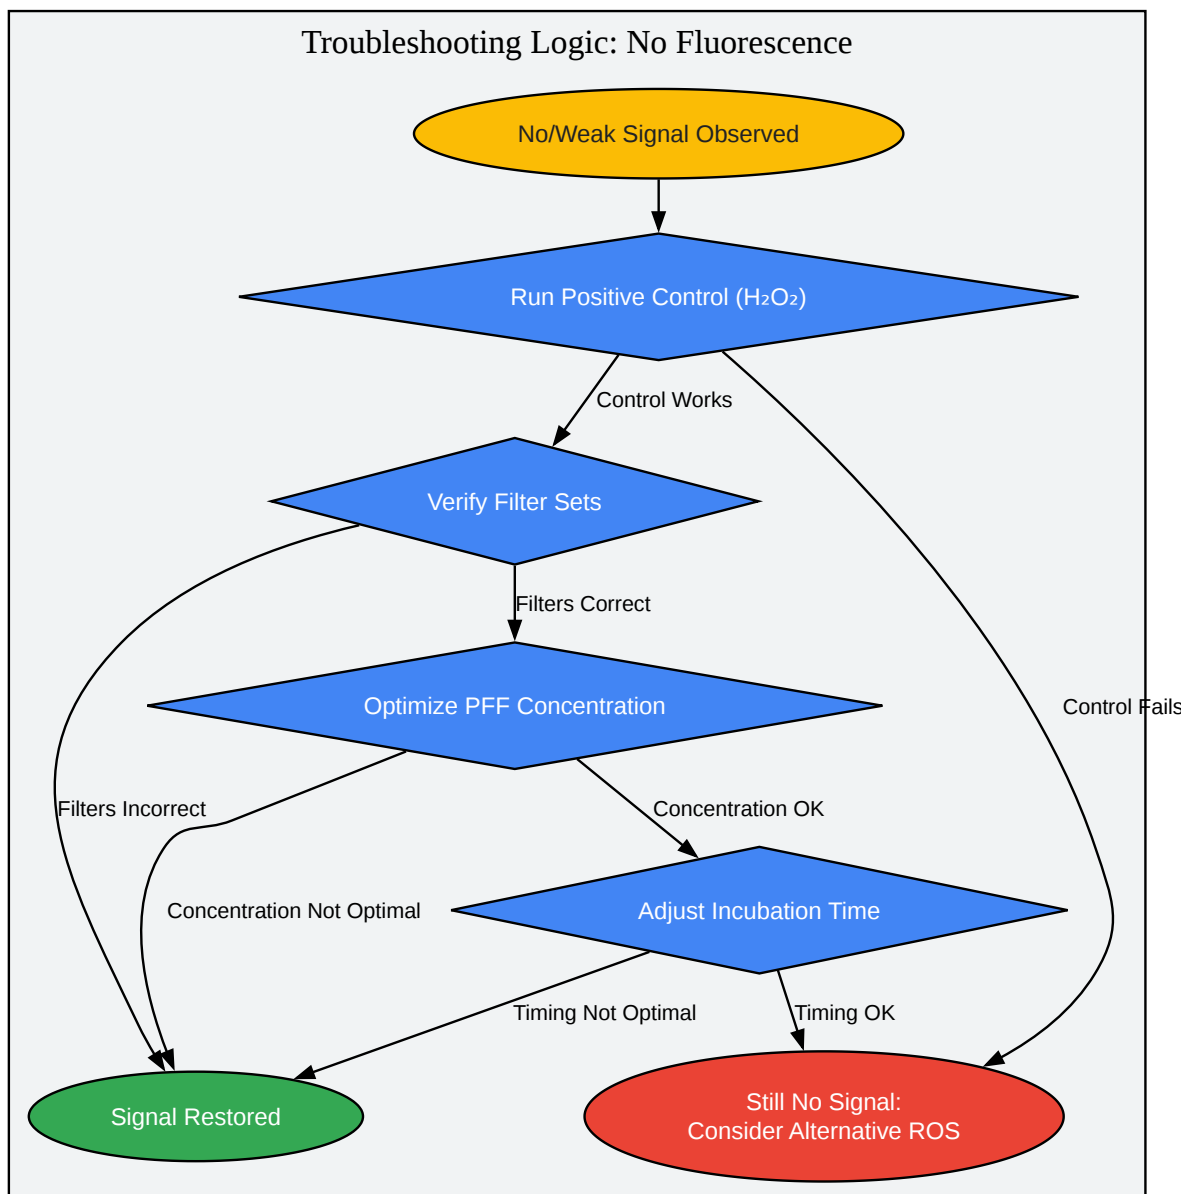 Troubleshooting Logic: No Fluorescence
No/Weak Signal Observed
Run Positive Control (H₂O₂)
Control Works
Verify Filter Sets
Filters Correct
Optimize PFF Concentration
Control Fails
Filters Incorrect
Concentration OK
Concentration Not Optimal
Adjust Incubation Time
Timing Not Optimal
Timing OK
Signal Restored
Still No Signal:
Consider Alternative ROS